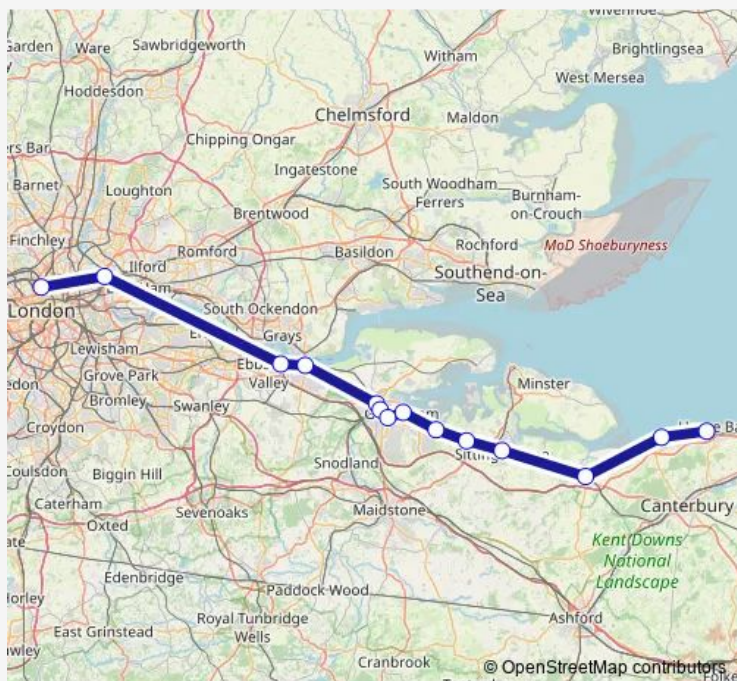 Wivenhoe
Garden
Ware
Sawbridgeworth
Brightlingsea
Witham
Hoddesdon
West Mersea
Chelmsford
Maldon
Chipping Ongar
ers Bar
Ingatestone
Barnet
Loughton
South Woodham
Ferrers
Burnham-
on-Crouch
Brentwood
Finchley
Romford
Basildon
Rochford
MoD Shoeburyness
Ilford
Southend-on-
Sea
London
South Ockendon
Grays
Lewisham
Grove Park
Valley
Minster
Bromley
Swanley
Croydon
Snodland
Coulsdon
Biggin Hill
Canterbury
Caterham
Sevenoaks
Maidstone
Oxted
Kent Downs
National
Landscape
Edenbridge
Paddock Wood
Horley
Ashford
East Grinstead
Royal Tunbridge
Wells
Cranbrook
© OpenStreetMap contributors